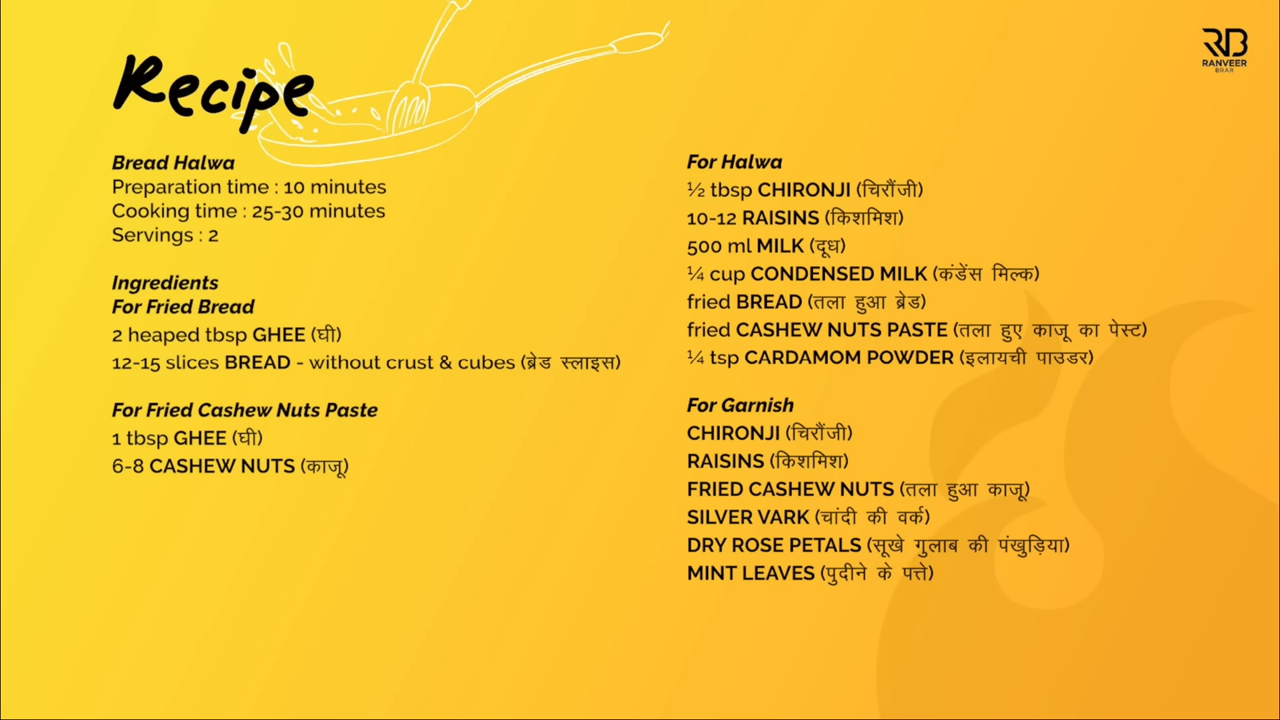 Recipe
Bread Halwa
Preparation time : 10 minutes
Cooking time : 25-30 minutes
Servings : 2
Ingredients
For Fried Bread
2 heaped tbsp GHEE (घी)
12-15 slices BREAD - without crust & cubes (ब्रेड स्लाइस)
For Fried Cashew Nuts Paste
1 tbsp GHEE (घी)
6-8 CASHEW NUTS (काजू)
RB
RANVEER
BRAR
For Halwa
½ tbsp CHIRONJI (चिरौंजी)
10-12 RAISINS (किशमिश)
500 ml MILK (दूध)
¼ cup CONDENSED MILK (कंडेंस मिल्क)
fried BREAD (तला हुआ ब्रेड)
fried CASHEW NUTS PASTE (तला हुए काजू का पेस्ट)
¼ tsp CARDAMOM POWDER (इलायची पाउडर)
For Garnish
CHIRONJI (चिरौंजी)
RAISINS (किशमिश)
FRIED CASHEW NUTS (तला हुआ काजू)
SILVER VARK (चांदी की वर्क)
DRY ROSE PETALS (सूखे गुलाब की पंखुड़िया)
MINT LEAVES (पुदीने के पत्ते)